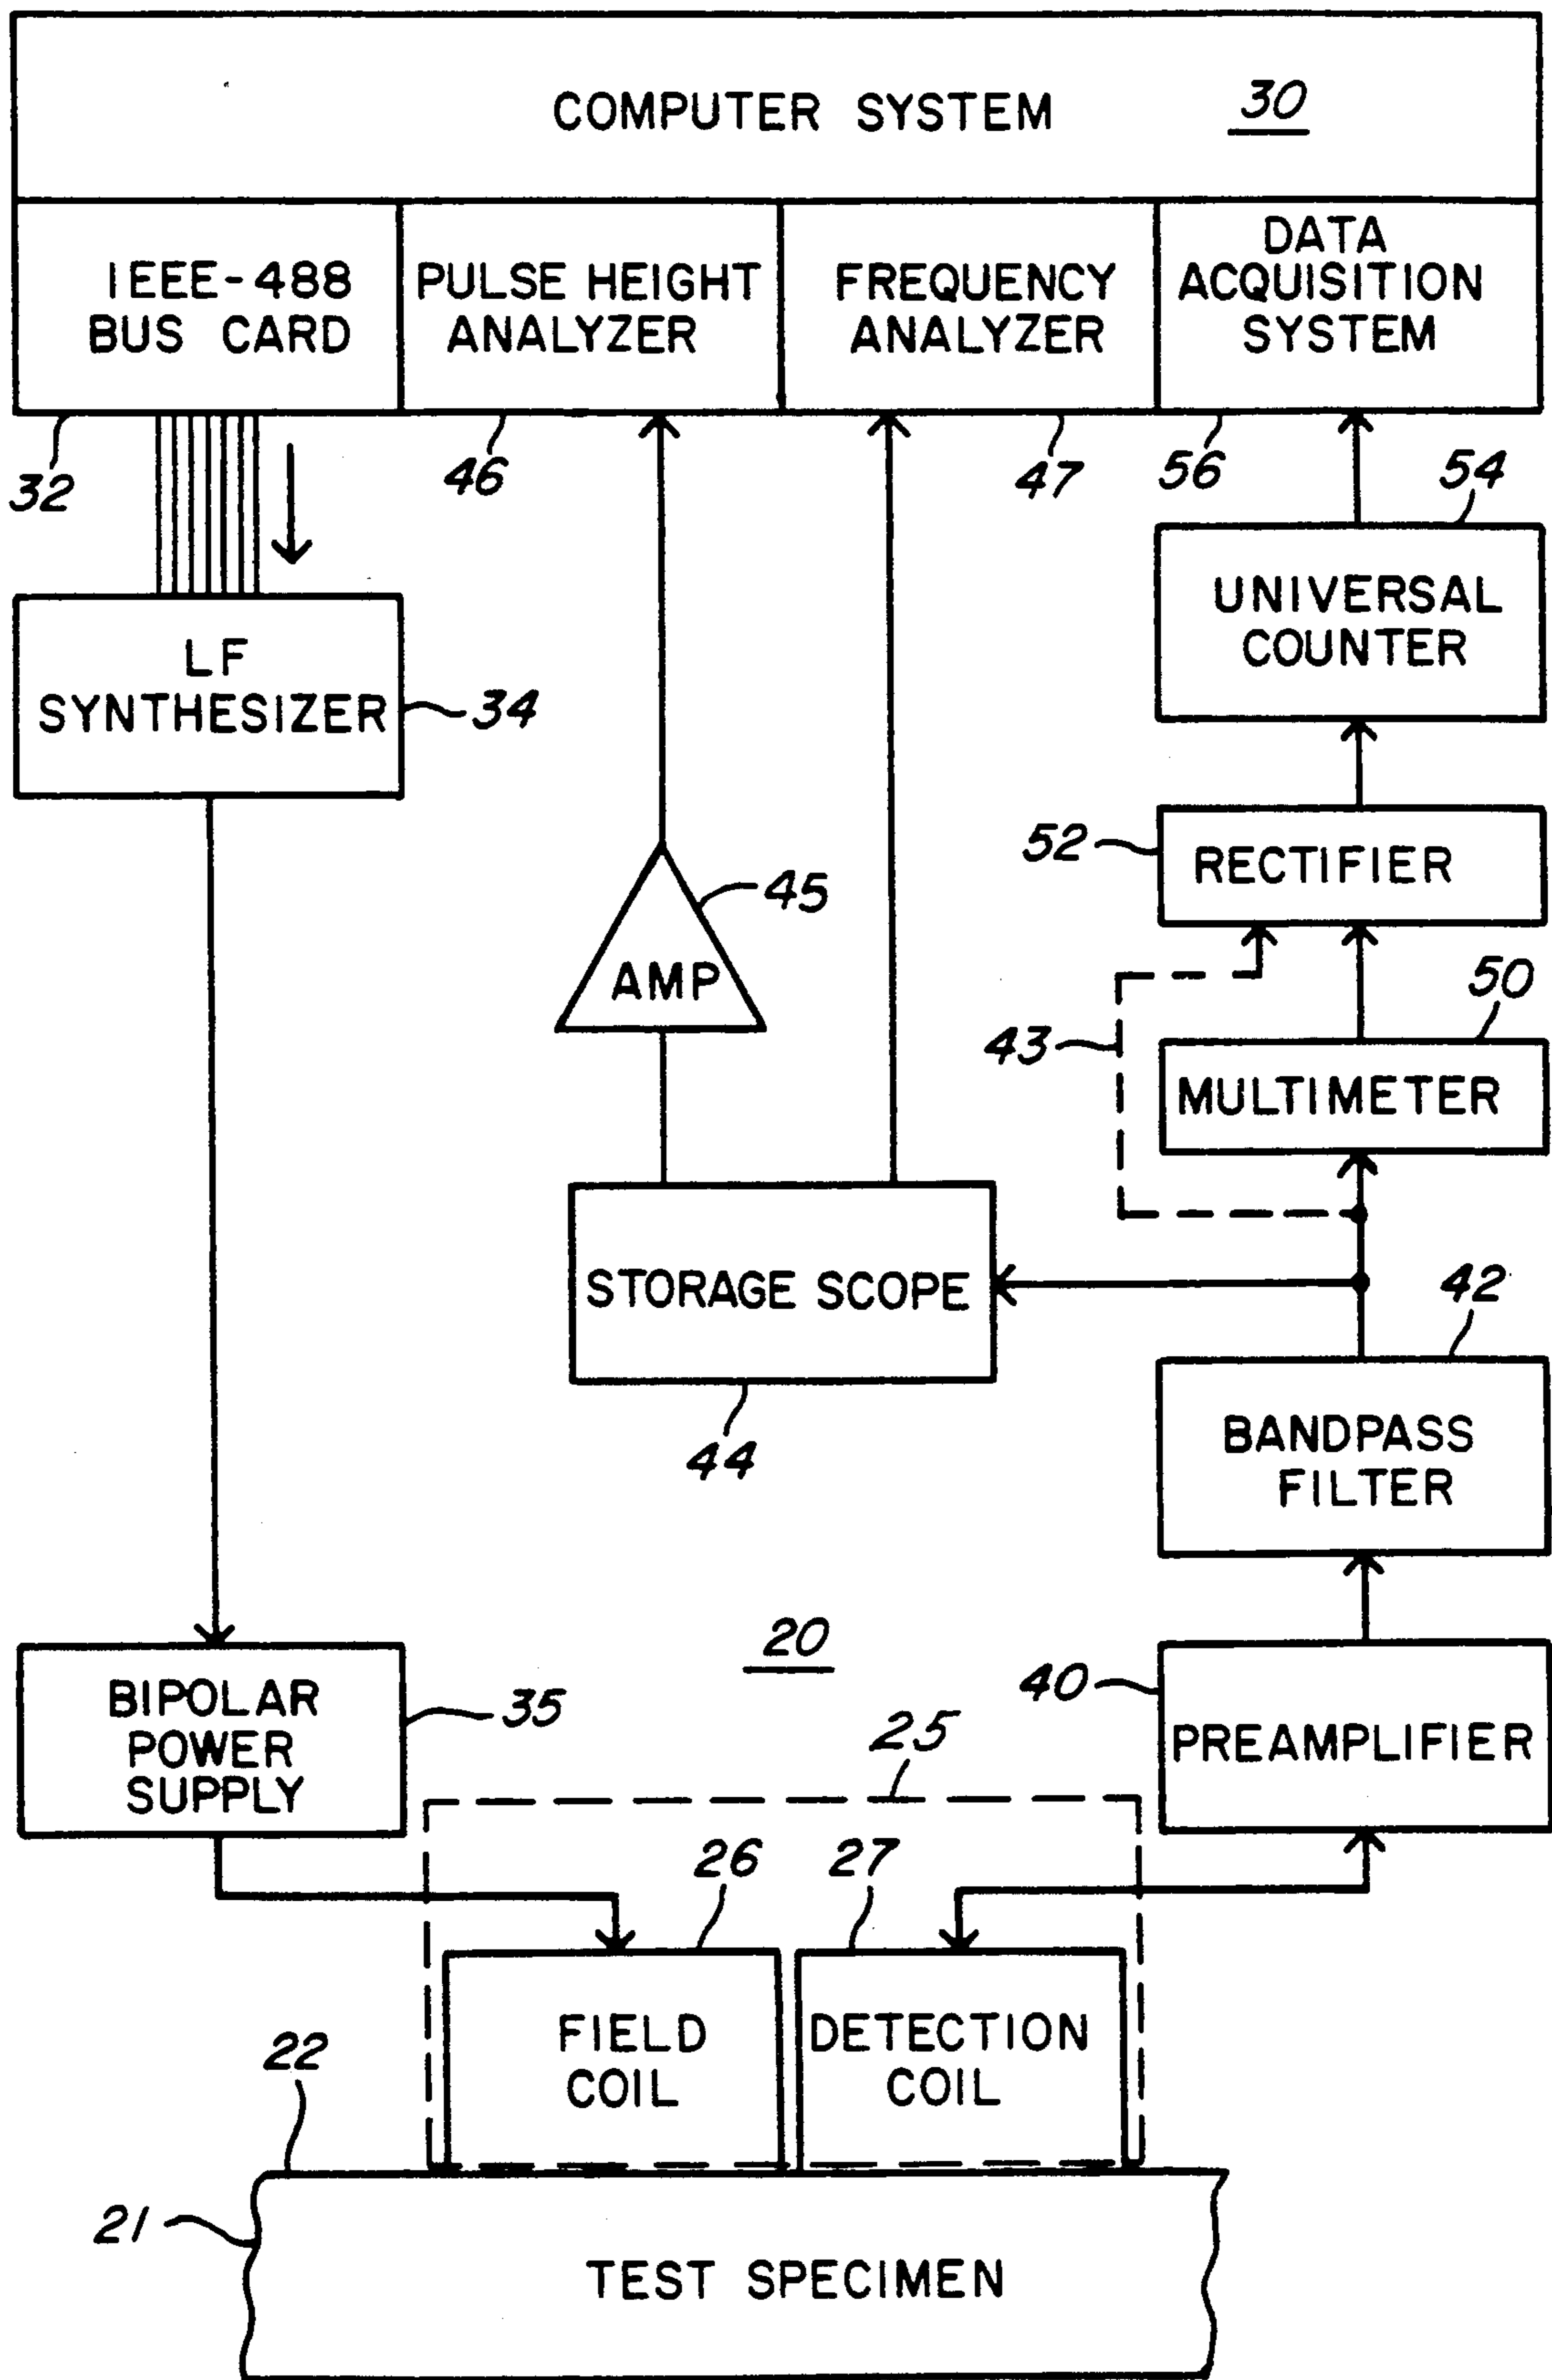 COMPUTER SYSTEM 30
IEEE-488
BUS CARD
PULSE HEIGHT
ANALYZER
FREQUENCY
ANALYZER
DATA
ACQUISITION
SYSTEM
32
46
47
56
54
UNIVERSAL
COUNTER
LF
SYNTHESIZER
34
52
RECTIFIER
45
AMP
50
43
MULTIMETER
STORAGE SCOPE
44
42
BANDPASS
FILTER
20
BIPOLAR
POWER
SUPPLY
35
40
PREAMPLIFIER
25
26
27
FIELD
COIL
DETECTION
COIL
22
21
TEST SPECIMEN